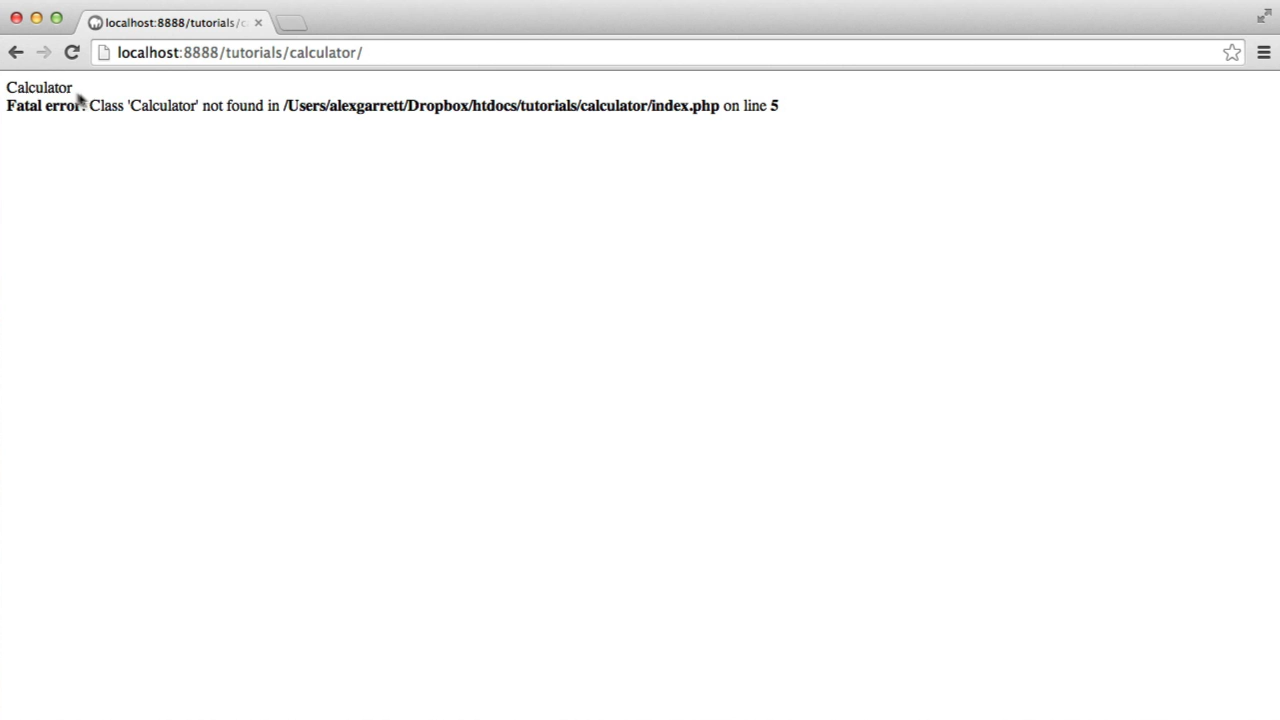 localhost:8888/tutorials/c
localhost:8888/tutorials/calculator/
Calculator
Fatal error: Class 'Calculator' not found in /Users/alexgarrett/Dropbox/htdocs/tutorials/calculator/index.php on line 5